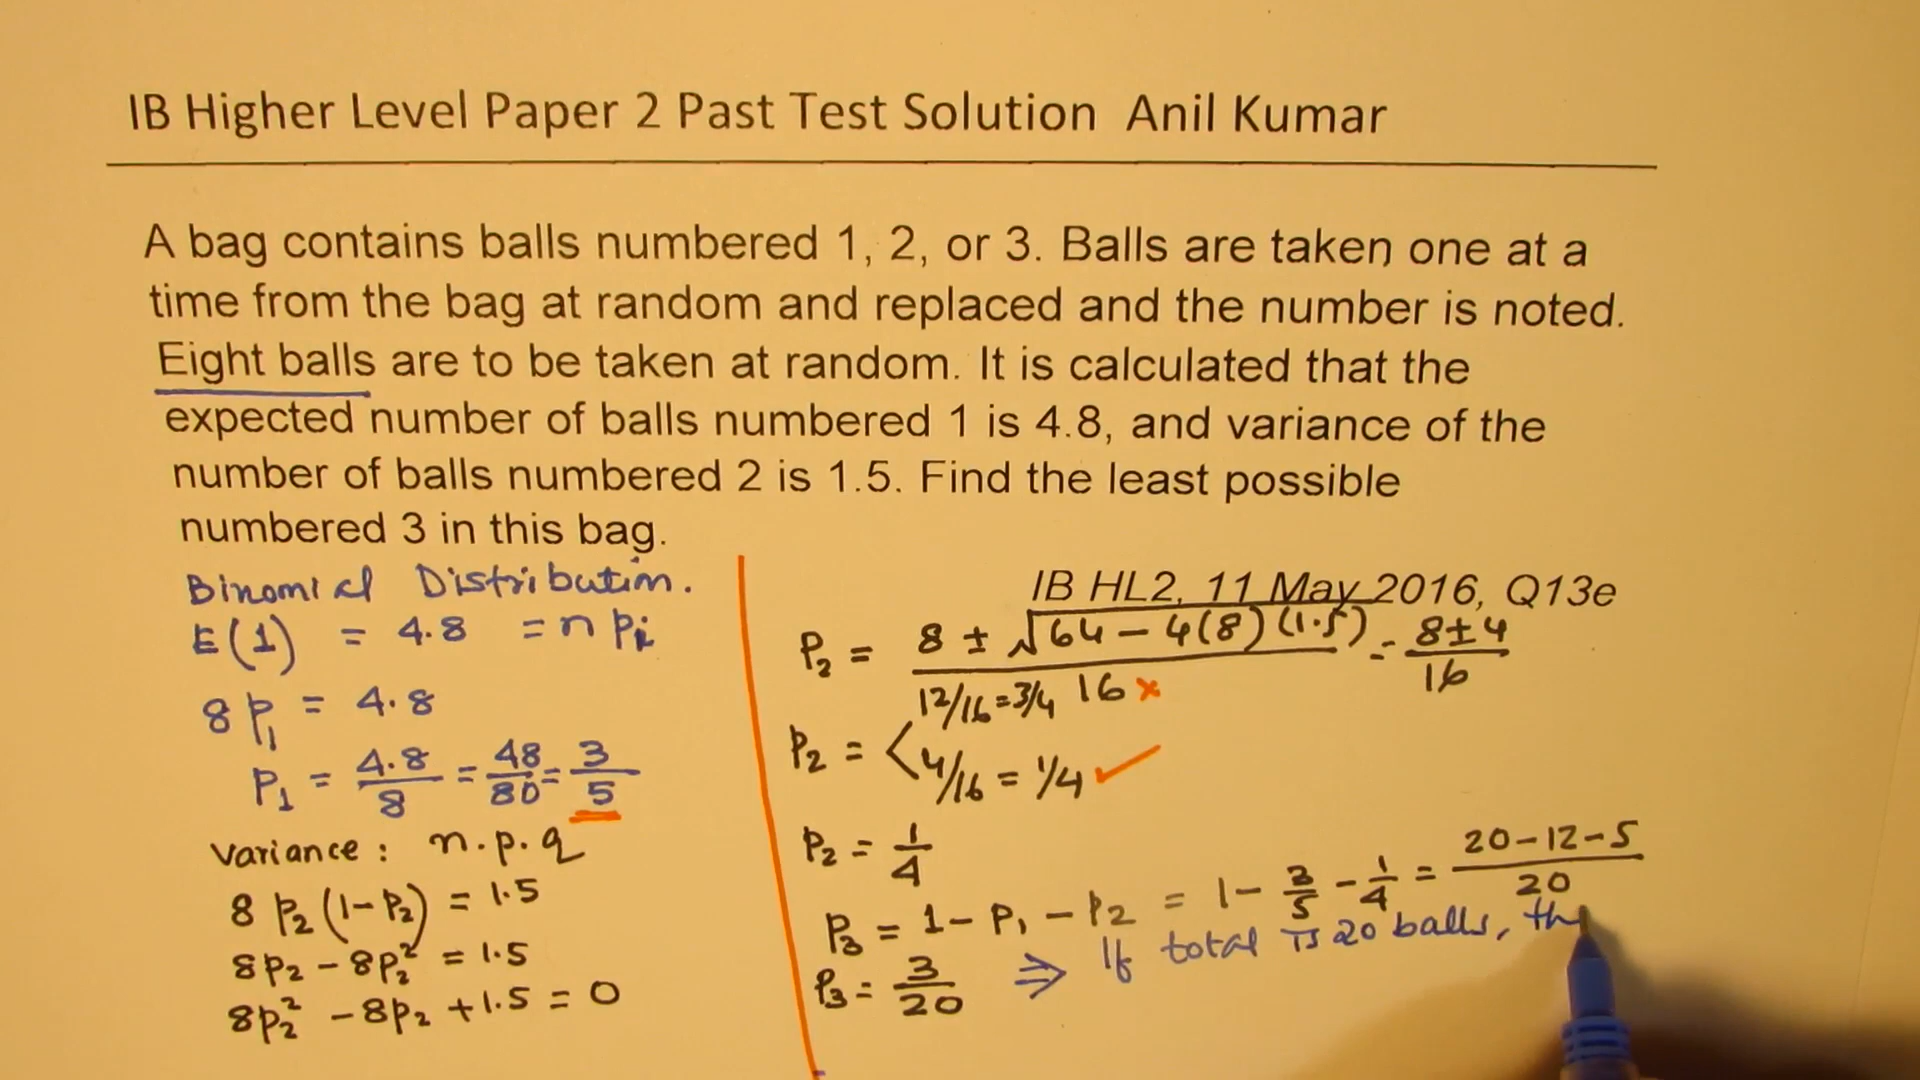 IB Higher Level Paper 2 Past Test Solution Anil Kumar
A bag contains balls numbered 1, 2, or 3. Balls are taken one at a
time from the bag at random and replaced and the number is noted.
Eight balls are to be taken at random. It is calculated that the
expected number of balls numbered 1 is 4.8, and variance of the
number of balls numbered 2 is 1.5. Find the least possible
numbered 3 in this bag.
IB HL2, 11 May 2016, Q13e
Binomial Distribution.
E(1) = 4.8 = n Pi
8 P₁ = 4.8
P₁ = 4.8/8 = 48/80 = 3/5
Variance : n.p.q
8 P₂(1-P₂) = 1.5
8P₂ - 8P₂² = 1.5
8P₂² - 8P₂ + 1.5 = 0
P₂ = 8 ± √64 - 4(8)(1.5) / 16 = 8±4 / 16
P₂ = < 12/16 = 3/4 ×
4/16 = 1/4 ✓
P₂ = 1/4
P₃ = 1 - P₁ - P₂ = 1 - 3/5 - 1/4 = 20-12-5 / 20
P₃ = 3/20 ⇒ If total is 20 balls, th